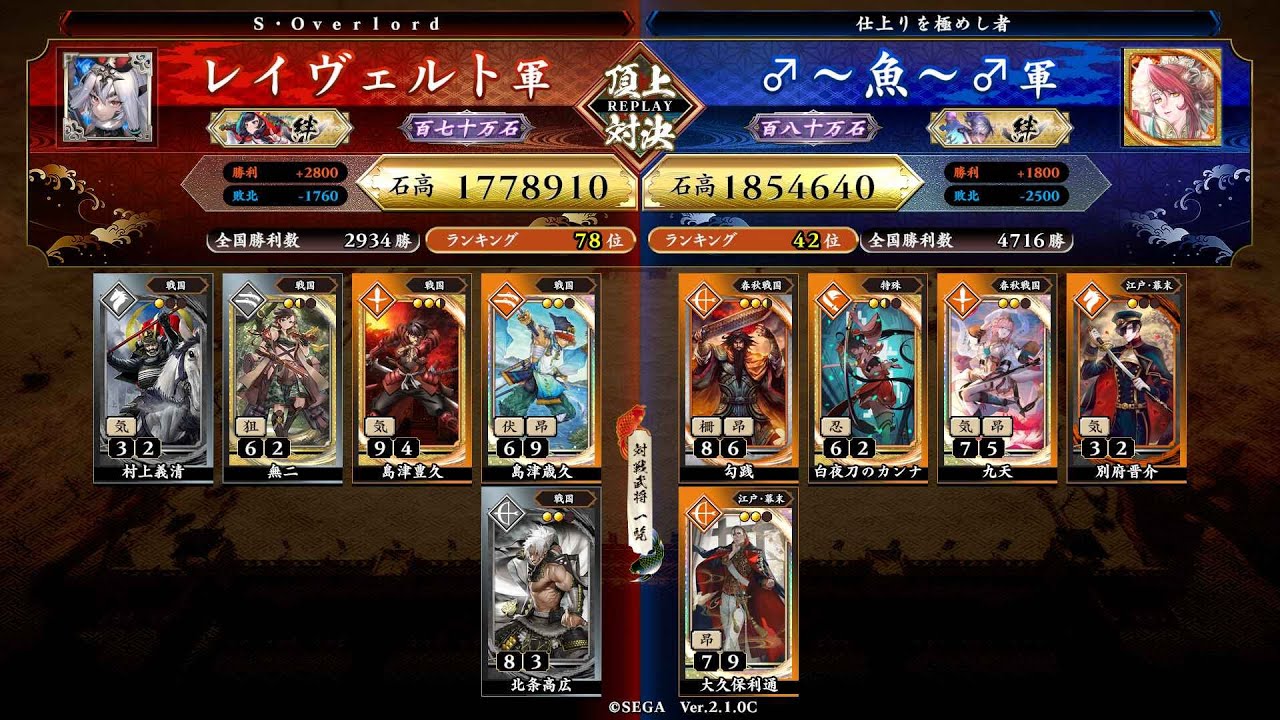 S・Overlord
仕上りを極めし者
レイヴェルト軍
頂上
REPLAY
対決
♂～魚～♂軍
絆
百七十万石
百八十万石
絆
勝利 +2800
敗北 -1760
石高 1778910
石高 1854640
勝利 +1800
敗北 -2500
全国勝利数 2934勝
ランキング 78位
ランキング 42位
全国勝利数 4716勝
戦国
気
3 2
村上義清
戦国
狙
6 2
無二
戦国
気
9 4
島津重久
戦国
伏 昂
6 9
島津歳久
春秋戦国
柵 昂
8 6
勾践
特殊
忍
6 2
白夜刀のカンナ
春秋戦国
気 昂
7 5
九天
江戸・幕末
気
3 2
別府晋介
対戦武将一覧
戦国
8 3
北条高広
江戸・幕末
昂
7 9
大久保利通
©SEGA Ver.2.1.0C